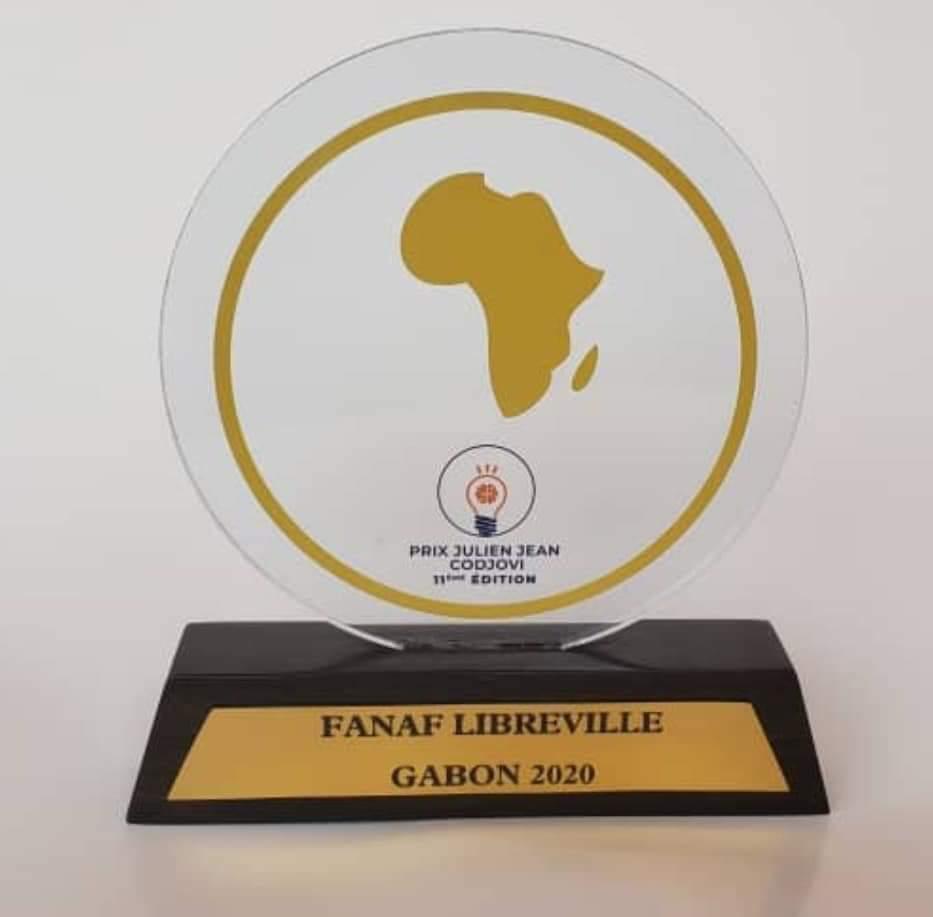 PRIX JULIEN JEAN
CODJOVI
11ème ÉDITION
FANAF LIBREVILLE
GABON 2020